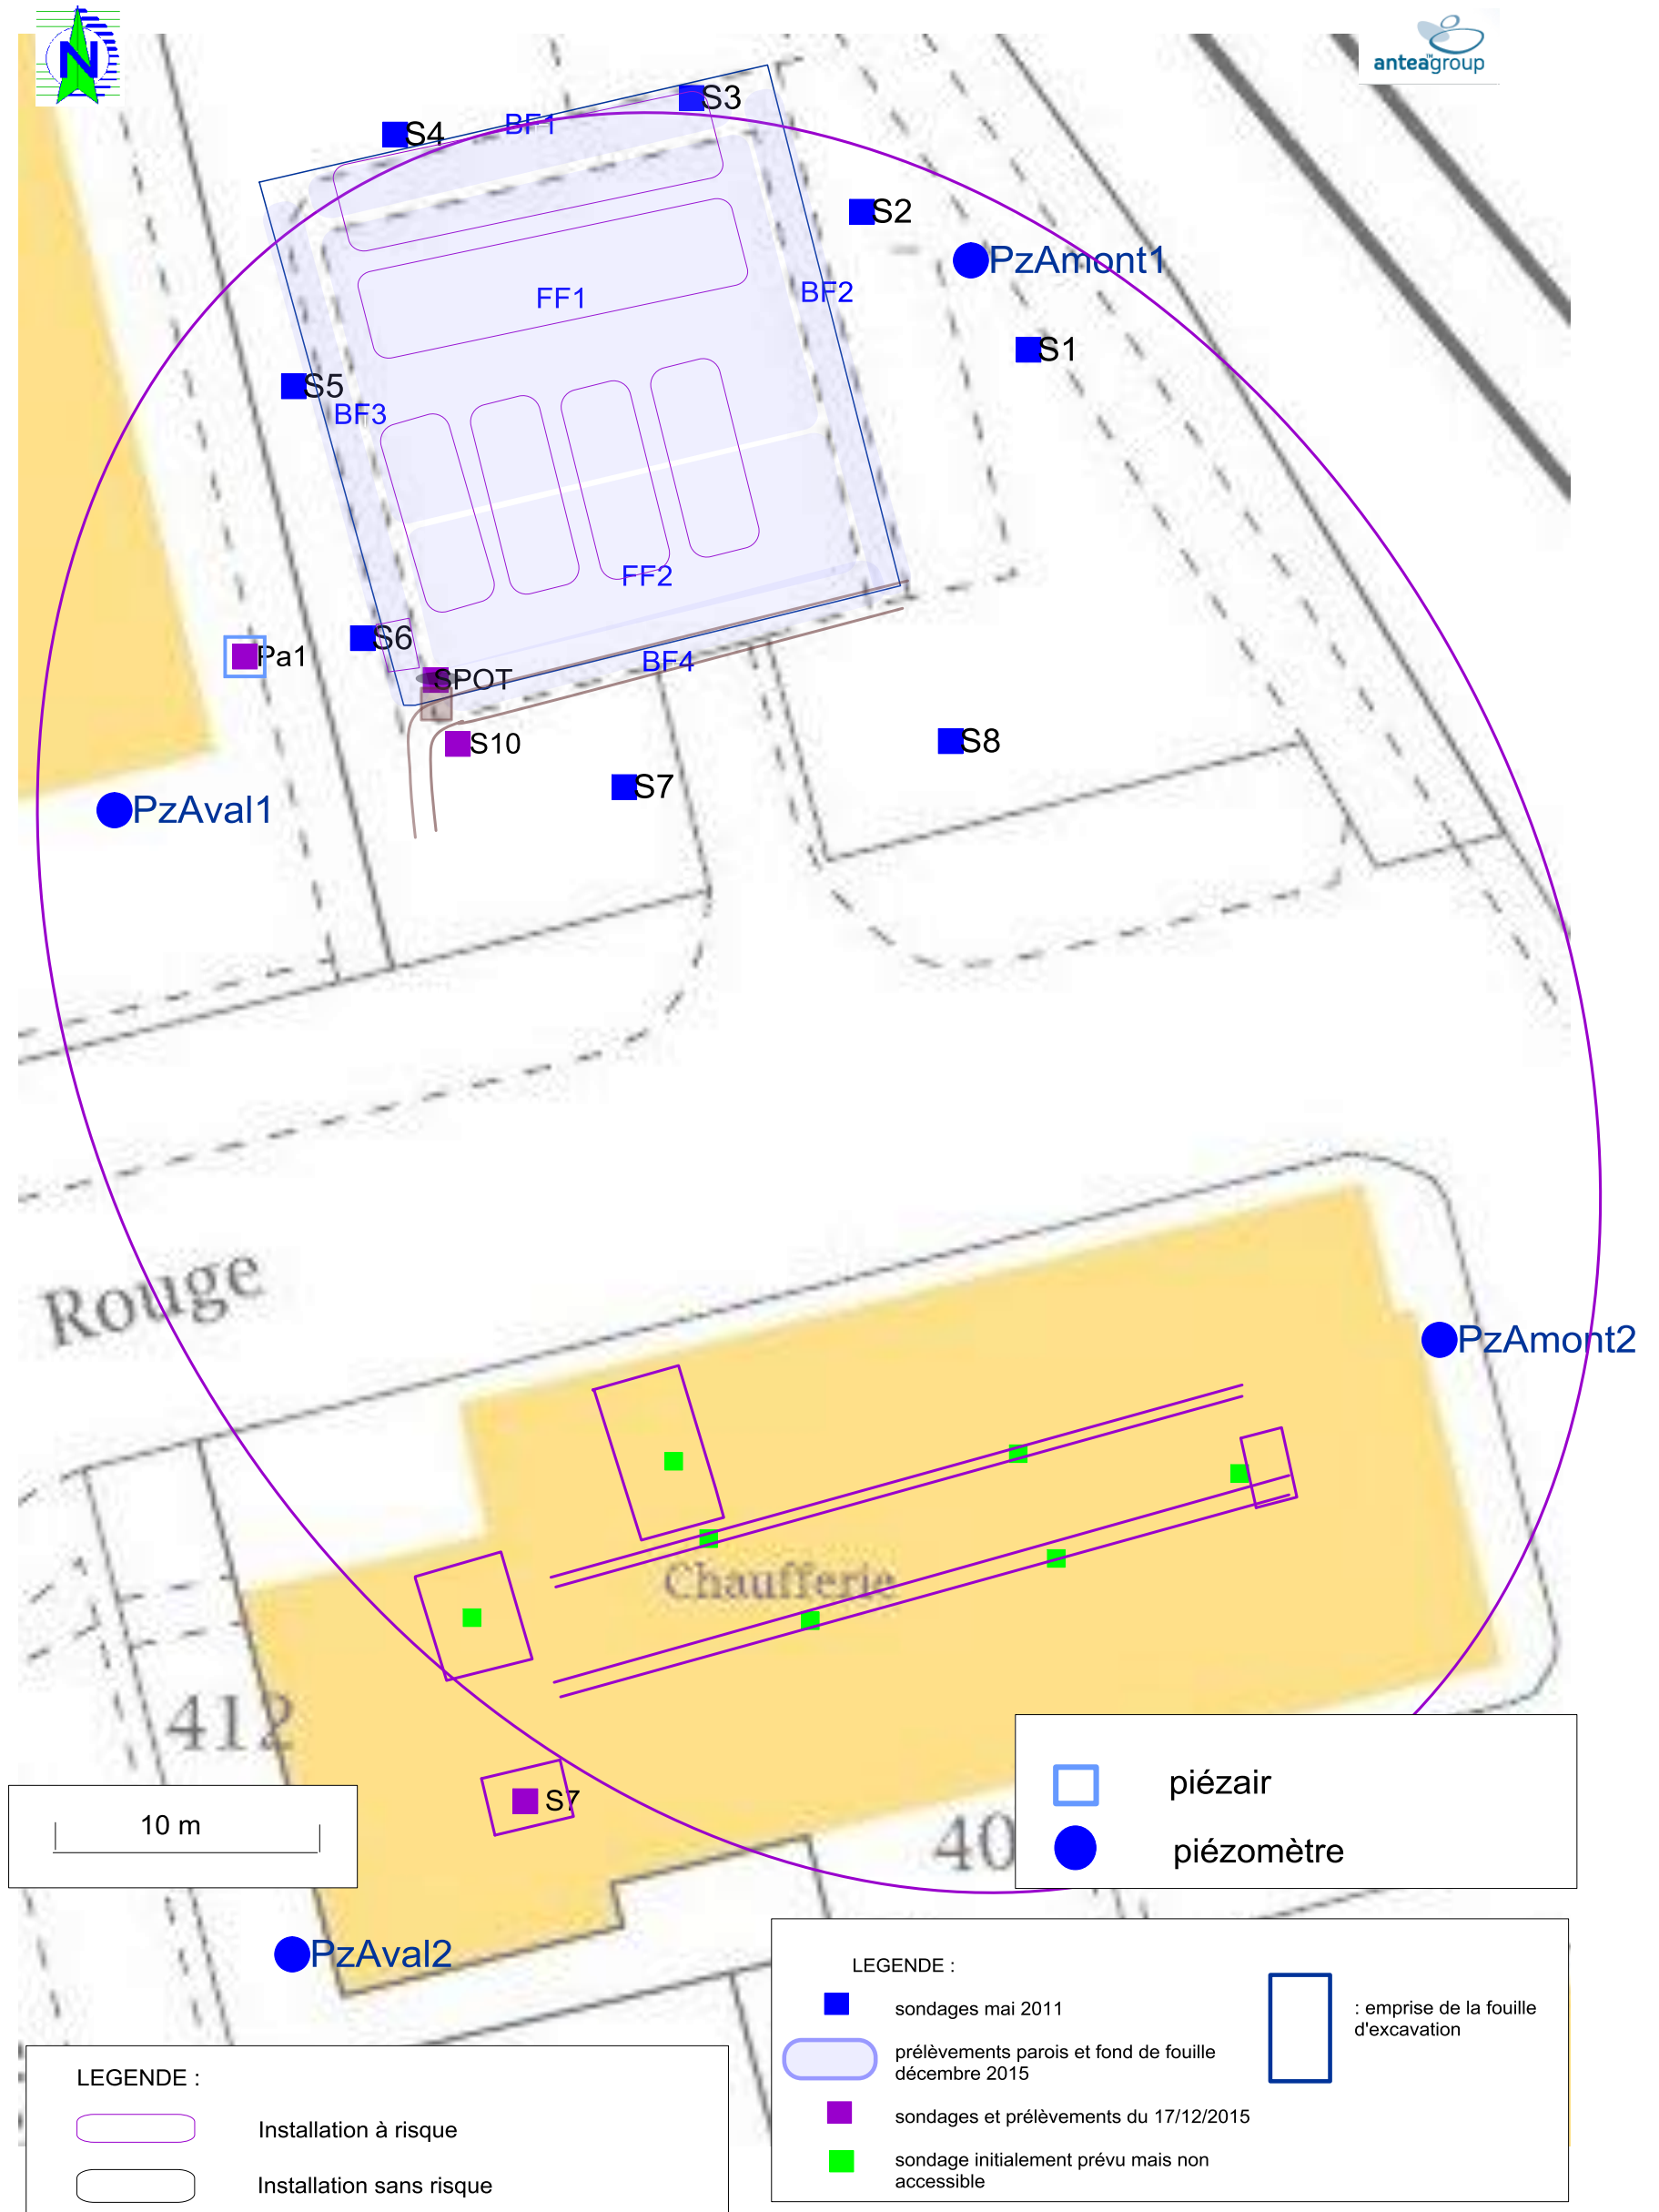 N
anteagroup
S3
S4
BF1
S2
PzAmont1
FF1
BF2
S1
S5
BF3
FF2
S6
Pa1
BF4
SPOT
S10
S8
S7
PzAval1
Rouge
PzAmont2
Chaufferie
412
S7
10 m
40
piézair
piézomètre
PzAval2
LEGENDE :
sondages mai 2011
: emprise de la fouille
d'excavation
prélèvements parois et fond de fouille
décembre 2015
sondages et prélèvements du 17/12/2015
sondage initialement prévu mais non
accessible
LEGENDE :
Installation à risque
Installation sans risque